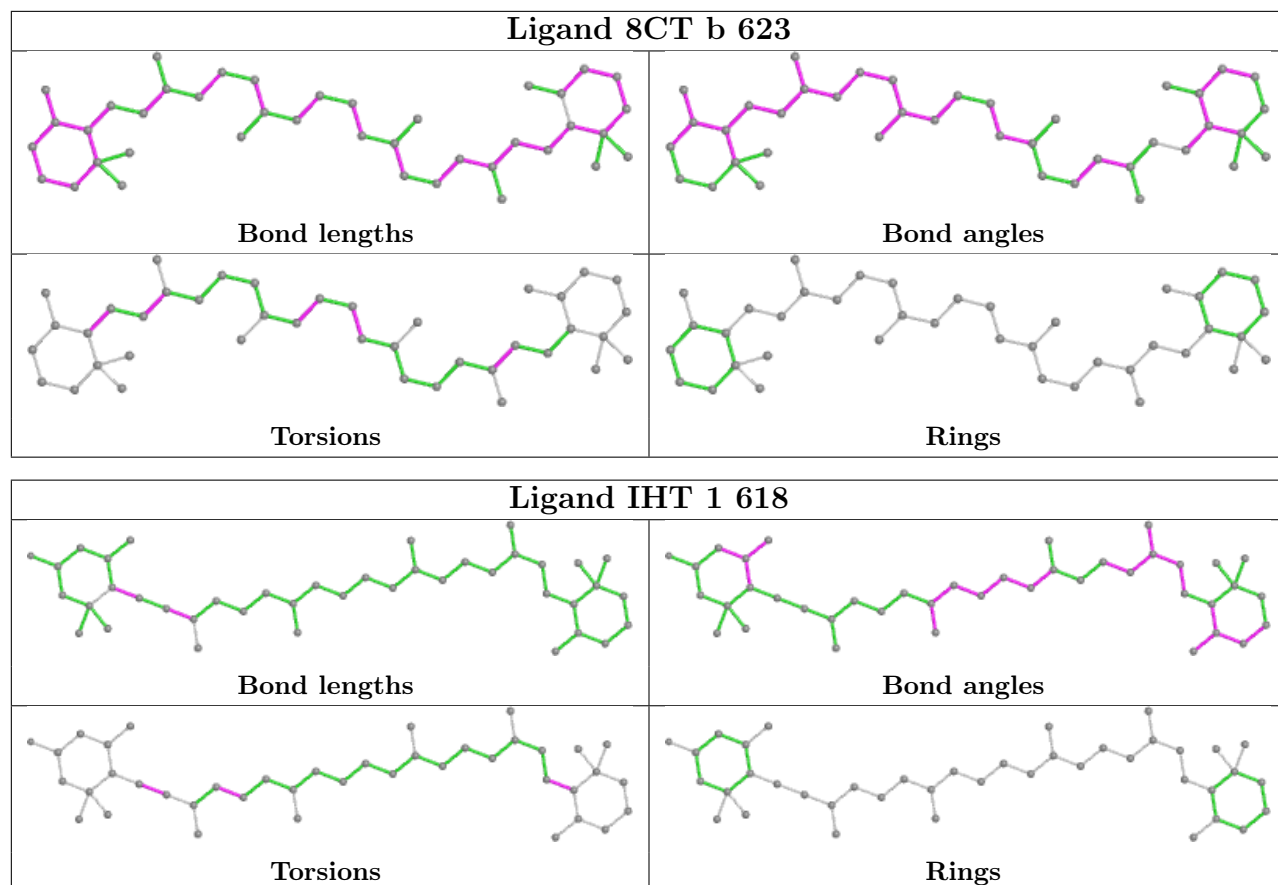 Ligand 8CT b 623
Bond lengths
Bond angles
Torsions
Rings
Ligand IHT 1 618
Bond lengths
Bond angles
Torsions
Rings